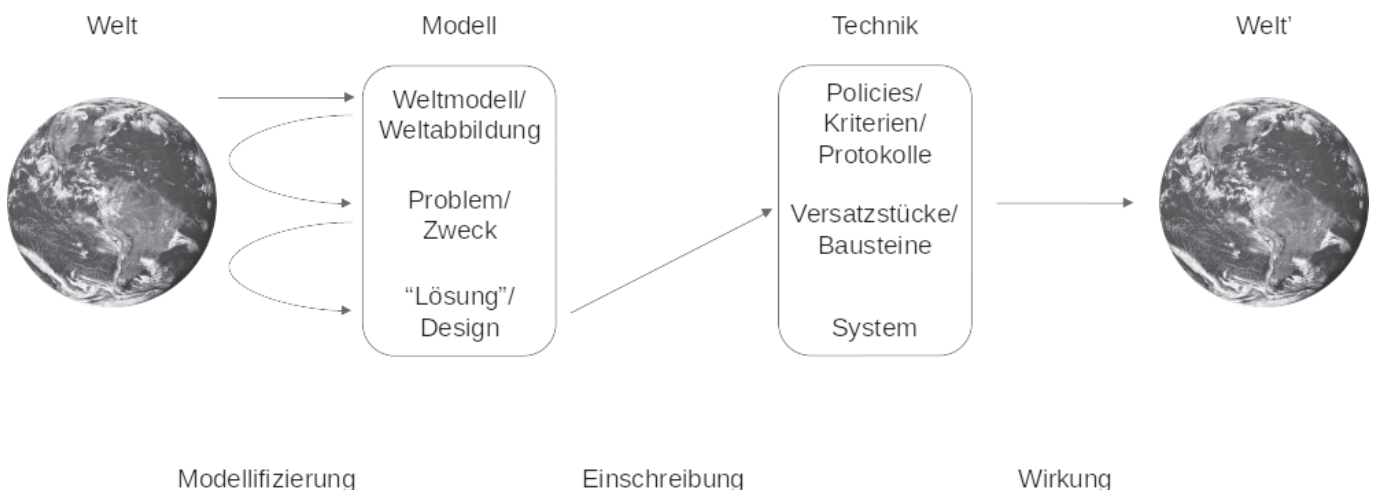 Welt
Modell
Technik
Welt’
Weltmodell/
Weltabbildung
Problem/
Zweck
“Lösung”/
Design
Policies/
Kriterien/
Protokolle
Versatzstücke/
Bausteine
System
Modellifizierung
Einschreibung
Wirkung